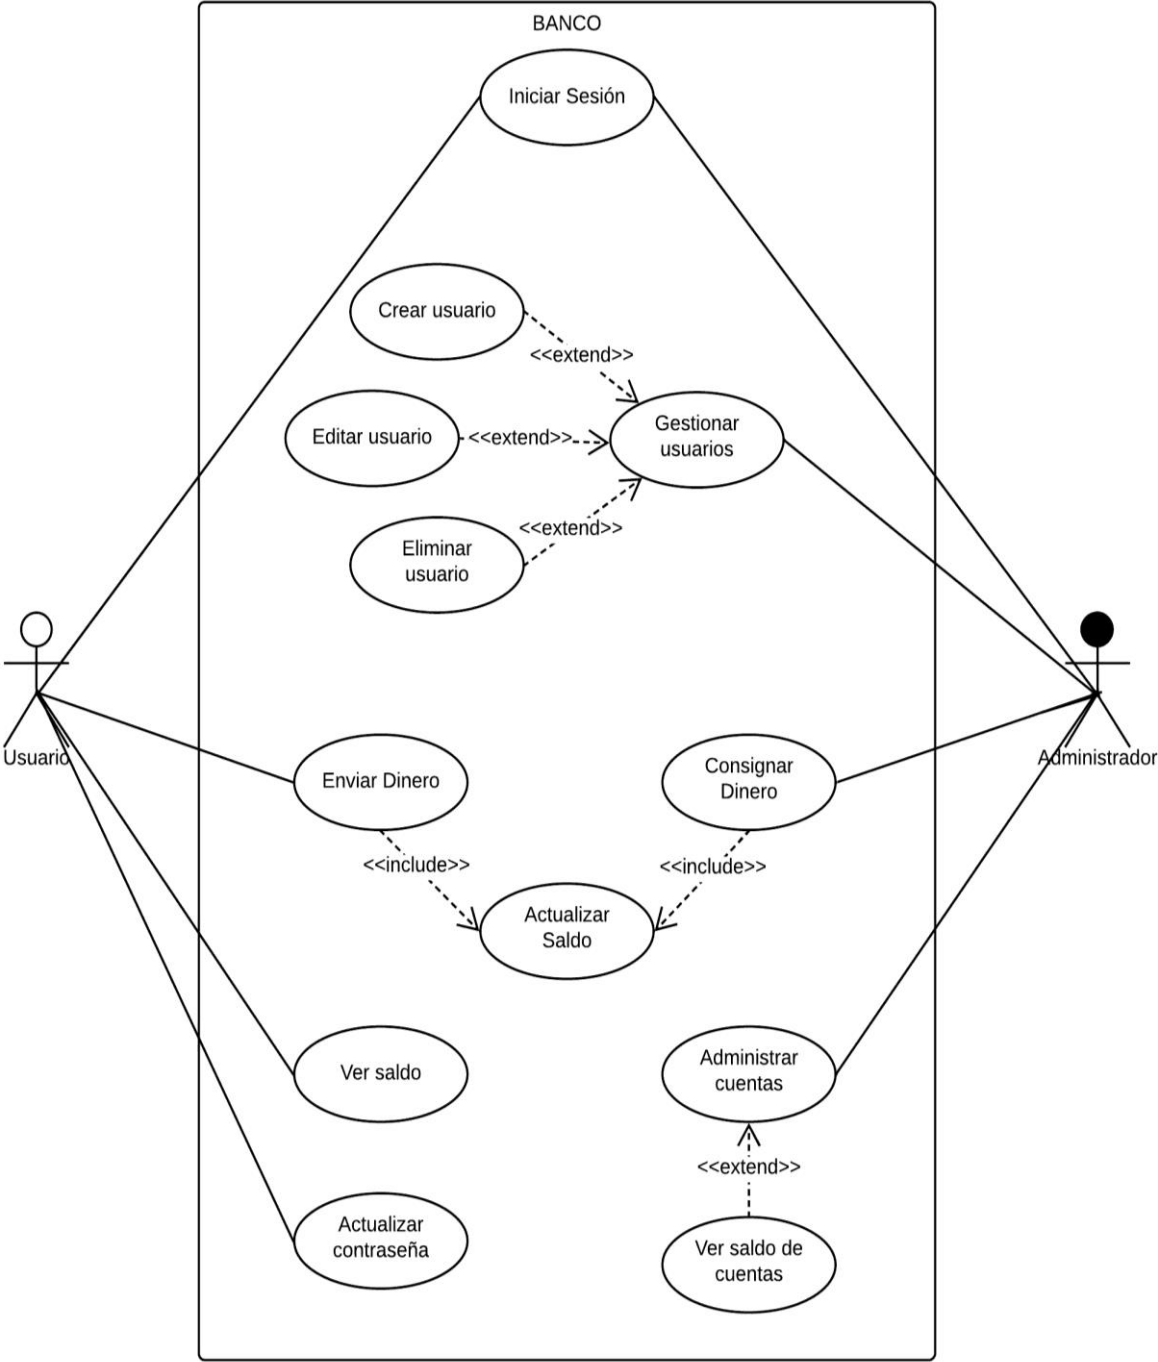 BANCO
Iniciar Sesión
Crear usuario
<<extend>>
Gestionar
usuarios
Editar usuario
<<extend>>
<<extend>>
Eliminar
usuario
Usuario
Administrador
Enviar Dinero
Consignar
Dinero
<<include>>
<<include>>
Actualizar
Saldo
Ver saldo
Administrar
cuentas
<<extend>>
Actualizar
contraseña
Ver saldo de
cuentas